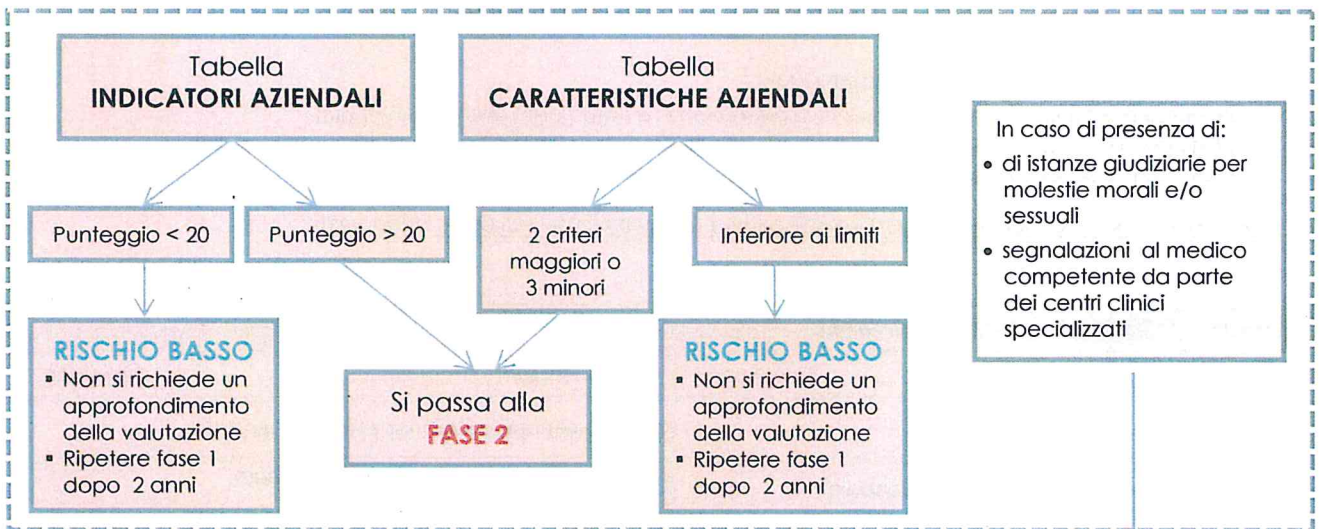 Tabella
INDICATORI AZIENDALI
Tabella
CARATTERISTICHE AZIENDALI
Punteggio < 20
Punteggio > 20
2 criteri
maggiori o
3 minori
Inferiore ai limiti
RISCHIO BASSO
▪ Non si richiede un
approfondimento
della valutazione
▪ Ripetere fase 1
dopo 2 anni
Si passa alla
FASE 2
RISCHIO BASSO
▪ Non si richiede un
approfondimento
della valutazione
▪ Ripetere fase 1
dopo 2 anni
In caso di presenza di:
• di istanze giudiziarie per
molestie morali e/o
sessuali
• segnalazioni al medico
competente da parte
dei centri clinici
specializzati